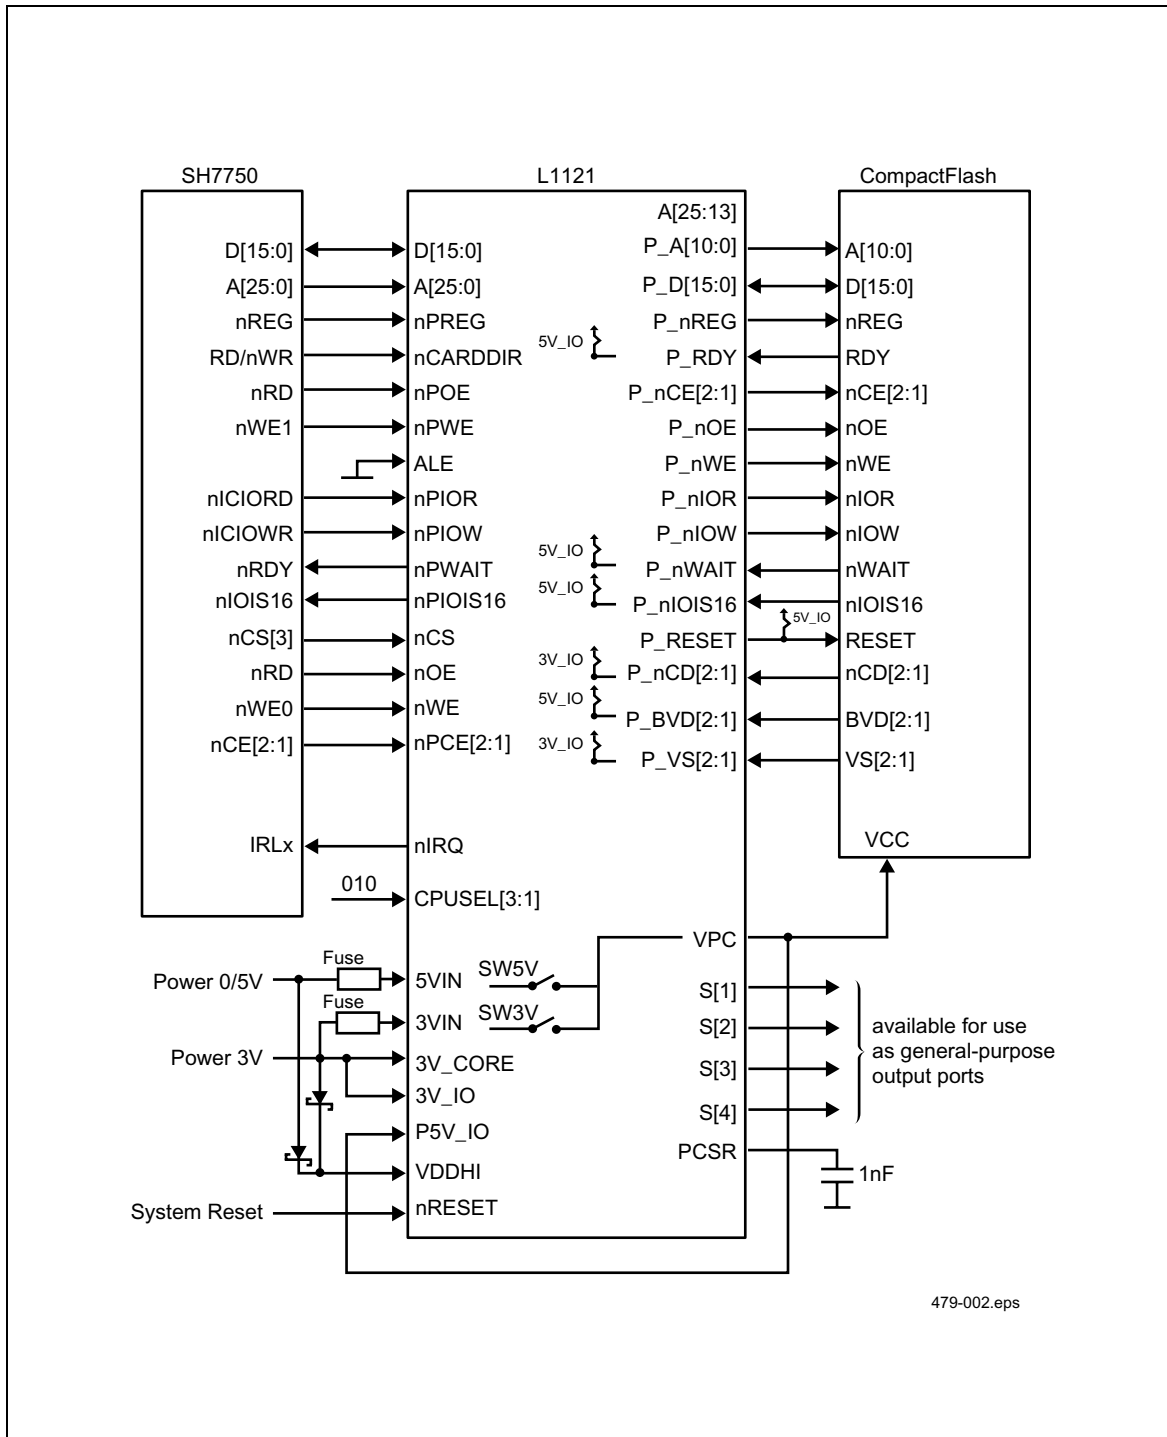 SH7750 L1121 CompactFlash
A[25:13]
D[15:0] D[15:0] P_A[10:0] A[10:0]
A[25:0] A[25:0] P_D[15:0] D[15:0]
nREG nPREG P_nREG nREG
RD/nWR nCARDDIR 5V_IO P_RDY RDY
nRD nPOE P_nCE[2:1] nCE[2:1]
nWE1 nPWE P_nOE nOE
ALE P_nWE nWE
nICIORD nPIOR P_nIOR nIOR
nICIOWR nPIOW P_nIOW nIOW
nRDY nPWAIT 5V_IO P_nWAIT nWAIT
nIOIS16 nPIOIS16 5V_IO P_nIOIS16 nIOIS16
5V_IO
nCS[3] nCS P_RESET RESET
nRD nOE 3V_IO P_nCD[2:1] nCD[2:1]
nWE0 nWE 5V_IO P_BVD[2:1] BVD[2:1]
nCE[2:1] nPCE[2:1] 3V_IO P_VS[2:1] VS[2:1]
IRLx nIRQ VCC
010 CPUSEL[3:1]
VPC
Fuse
Power 0/5V 5VIN SW5V S[1]
Fuse
3VIN SW3V S[2] available for use
Power 3V 3V_CORE S[3] as general-purpose
output ports
3V_IO S[4]
P5V_IO PCSR
VDDHI 1nF
System Reset nRESET
479-002.eps